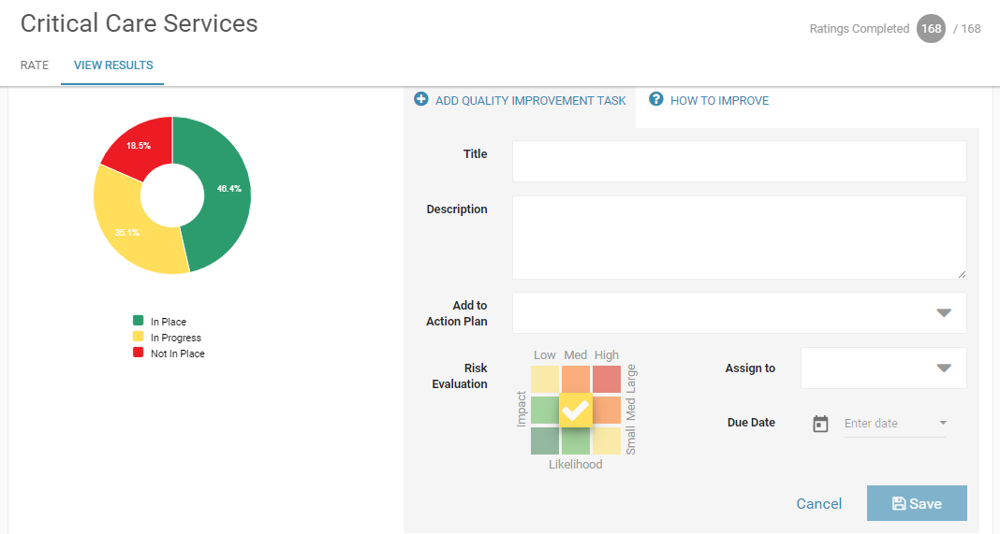 Critical Care Services
Ratings Completed 168 / 168
RATE VIEW RESULTS
ADD QUALITY IMPROVEMENT TASK
? HOW TO IMPROVE
18.5%
46.4%
35.1%
In Place
In Progress
Not In Place
Title
Description
Add to
Action Plan
Risk
Evaluation
Low Med High
Impact
Small Med Large
Likelihood
Assign to
Due Date
Enter date
Cancel
Save